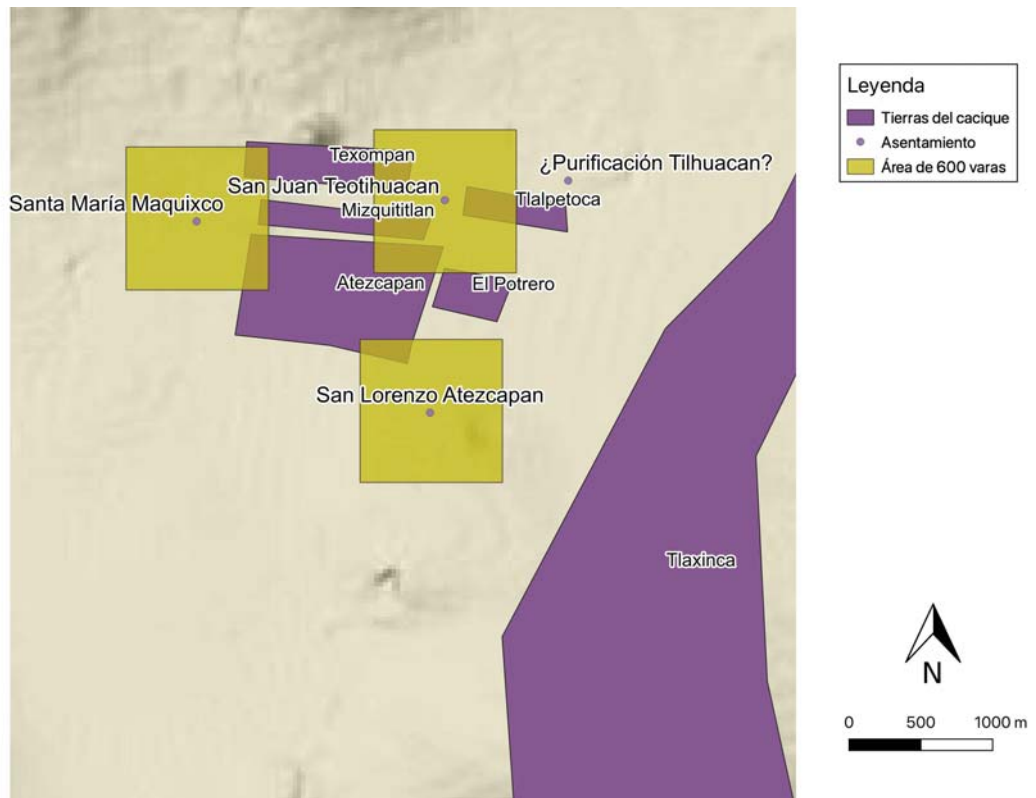 Texompan
¿Purificación Tilhuacan?
San Juan Teotihuacan
Santa María Maquixco
Mizquititlan
Tlalpetoca
Atezcapan
El Potrero
San Lorenzo Atezcapan
Tlaxinca
Leyenda
Tierras del cacique
Asentamiento
Área de 600 varas
N
0 500 1000 m